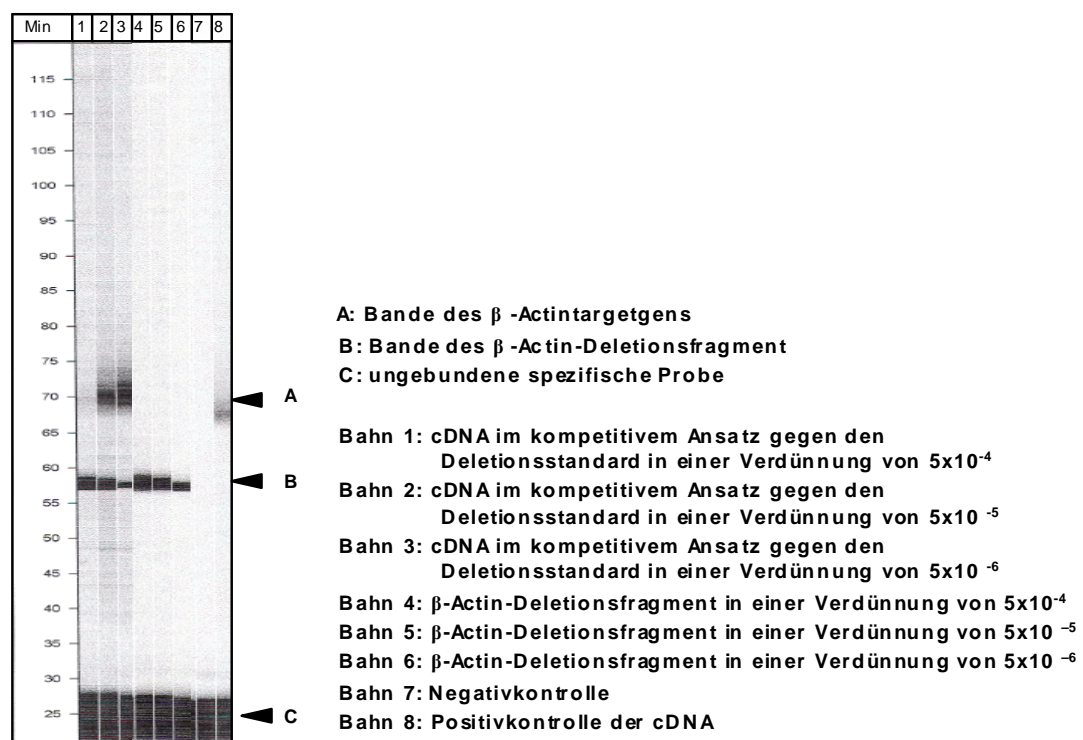 Min 1 2 3 4 5 6 7 8
115
110
105
100
95
90
85
80
75
70
65
60
55
50
45
40
35
30
25
A
B
C
A: Bande des β -Actintargetgens
B: Bande des β -Actin-Deletionsfragment
C: ungebundene spezifische Probe
Bahn 1: cDNA im kompetitivem Ansatz gegen den
Deletionsstandard in einer Verdünnung von 5x10⁻⁴
Bahn 2: cDNA im kompetitivem Ansatz gegen den
Deletionsstandard in einer Verdünnung von 5x10 ⁻⁵
Bahn 3: cDNA im kompetitivem Ansatz gegen den
Deletionsstandard in einer Verdünnung von 5x10 ⁻⁶
Bahn 4: β-Actin-Deletionsfragment in einer Verdünnung von 5x10⁻⁴
Bahn 5: β-Actin-Deletionsfragment in einer Verdünnung von 5x10 ⁻⁵
Bahn 6: β-Actin-Deletionsfragment in einer Verdünnung von 5x10 ⁻⁶
Bahn 7: Negativkontrolle
Bahn 8: Positivkontrolle der cDNA